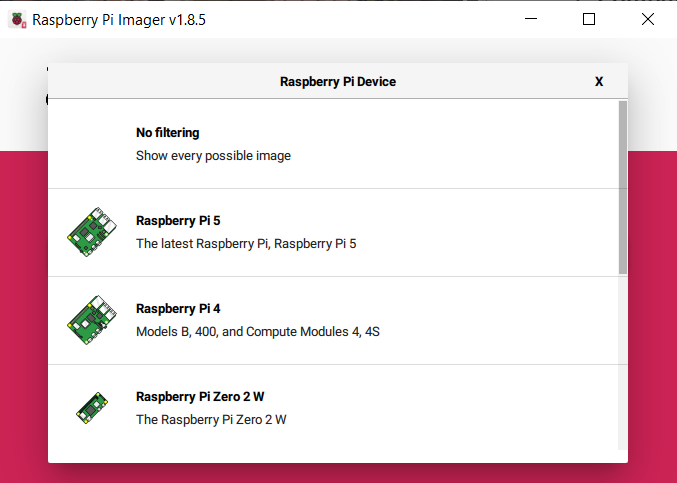 Raspberry Pi Imager v1.8.5
Raspberry Pi Device
X
No filtering
Show every possible image
Raspberry Pi 5
The latest Raspberry Pi, Raspberry Pi 5
Raspberry Pi 4
Models B, 400, and Compute Modules 4, 4S
Raspberry Pi Zero 2 W
The Raspberry Pi Zero 2 W